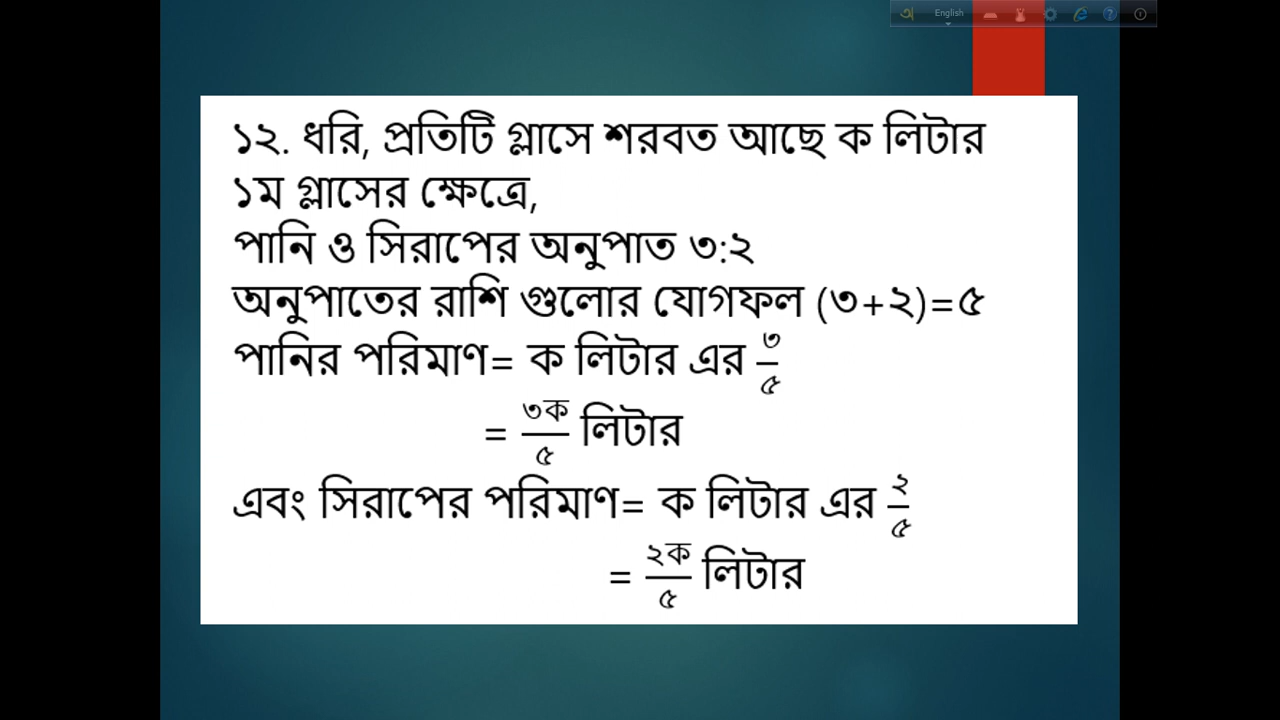 English
১২. ধরি, প্রতিটি গ্লাসে শরবত আছে ক লিটার
১ম গ্লাসের ক্ষেত্রে,
পানি ও সিরাপের অনুপাত ৩:২
অনুপাতের রাশি গুলোর যোগফল (৩+২)=৫
পানির পরিমাণ= ক লিটার এর ৩/৫
= ৩ক/৫ লিটার
এবং সিরাপের পরিমাণ= ক লিটার এর ২/৫
= ২ক/৫ লিটার